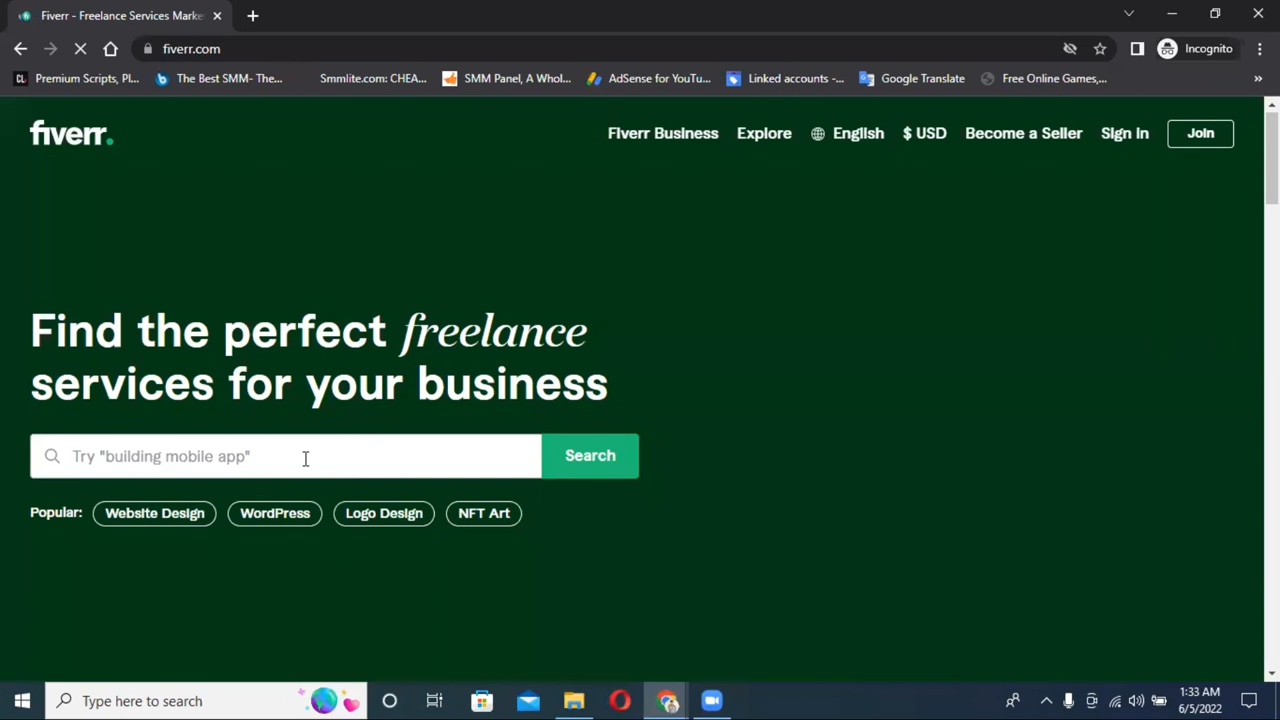 Fiverr - Freelance Services Marke
fiverr.com
Incognito
Premium Scripts, Pl...
The Best SMM- The...
Smmlite.com: CHEA...
SMM Panel, A Whol...
AdSense for YouTu...
Linked accounts -...
Google Translate
Free Online Games,...
fiverr.
Fiverr Business
Explore
English
$ USD
Become a Seller
Sign In
Join
Find the perfect freelance
services for your business
Try "building mobile app"
Search
Popular:
Website Design
WordPress
Logo Design
NFT Art
Type here to search
1:33 AM
6/5/2022